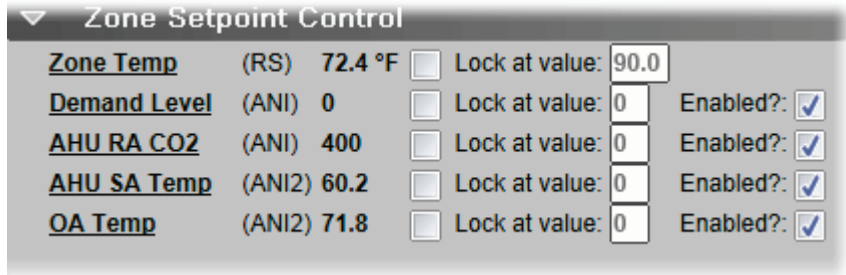 Zone Setpoint Control
Zone Temp (RS) 72.4 °F Lock at value: 90.0
Demand Level (ANI) 0 Lock at value: 0 Enabled?:
AHU RA CO2 (ANI) 400 Lock at value: 0 Enabled?:
AHU SA Temp (ANI2) 60.2 Lock at value: 0 Enabled?:
OA Temp (ANI2) 71.8 Lock at value: 0 Enabled?: